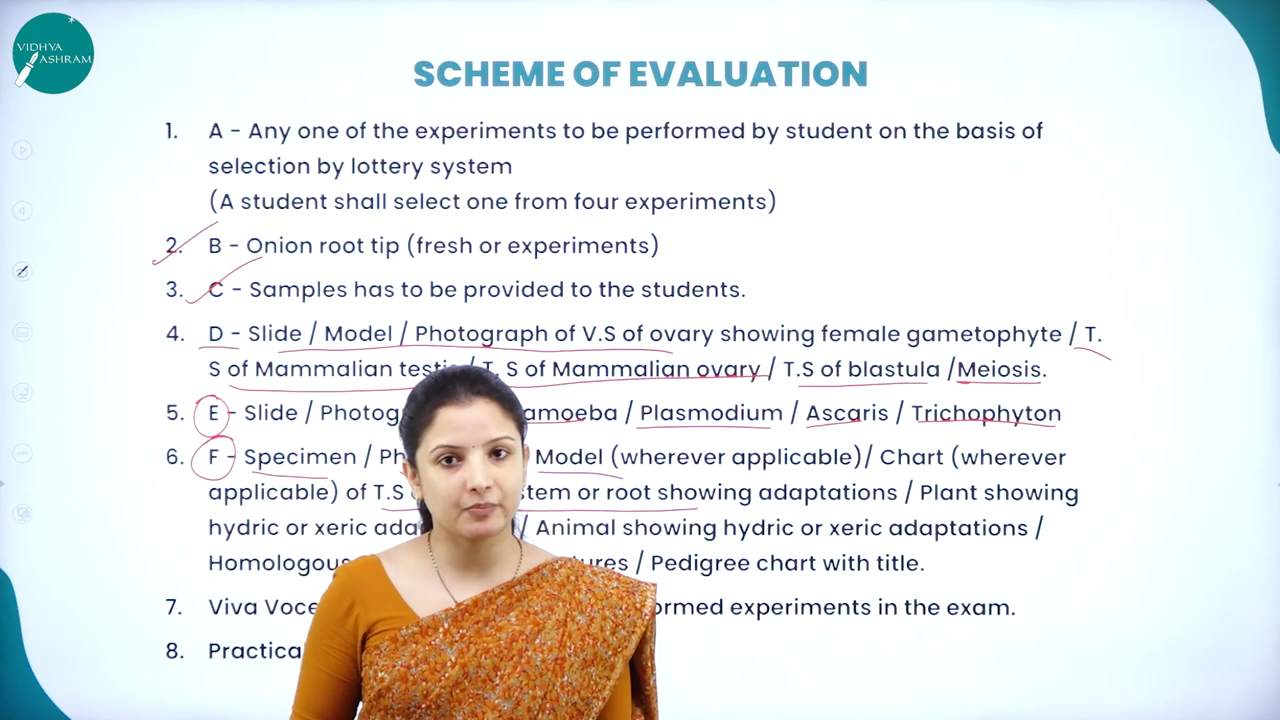 VIDHYA
ASHRAM
SCHEME OF EVALUATION
1. A - Any one of the experiments to be performed by student on the basis of
selection by lottery system
(A student shall select one from four experiments)
2. B - Onion root tip (fresh or experiments)
3. C - Samples has to be provided to the students.
4. D - Slide / Model / Photograph of V.S of ovary showing female gametophyte / T.
S of Mammalian testis / T. S of Mammalian ovary / T.S of blastula / Meiosis.
5. E - Slide / amoeba / Plasmodium / Ascaris / Trichophyton
6. F - Specimen / Model (wherever applicable)/ Chart (wherever
applicable) of T.S stem or root showing adaptations / Plant showing
hydric or xeric / Animal showing hydric or xeric adaptations /
Homologous / Pedigree chart with title.
7. Viva Voce experiments in the exam.
8.